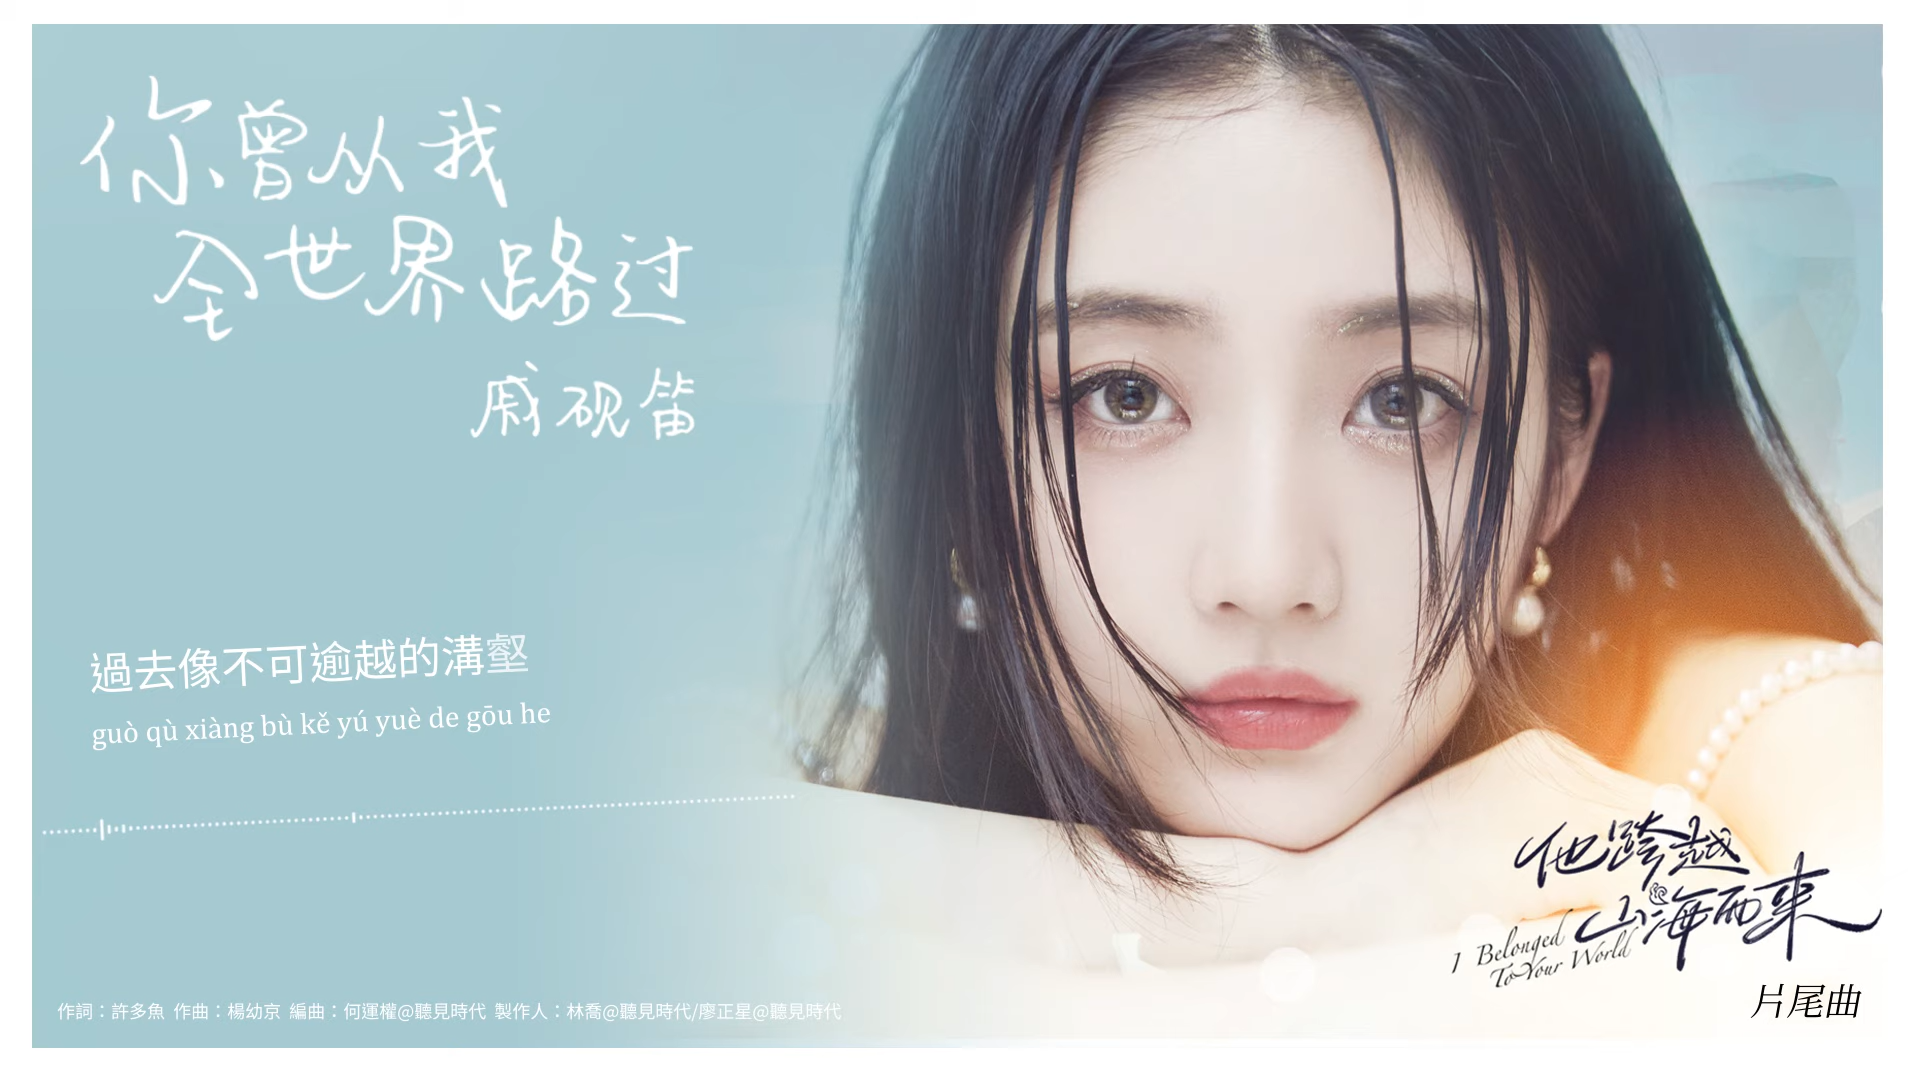 你曾从我
全世界路过
戚砚笛
過去像不可逾越的溝壑
guò qù xiàng bù kě yú yuè de gōu he
他跨越
山海而来
I Belonged
To Your World
片尾曲
作詞：許多魚 作曲：楊幼京 編曲：何運權@聽見時代 製作人：林喬@聽見時代/廖正星@聽見時代